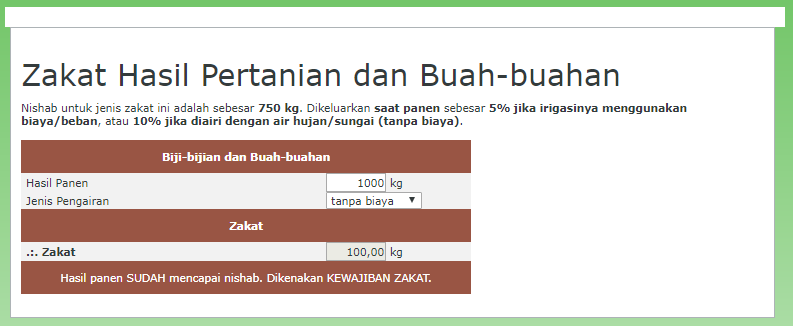 Zakat Hasil Pertanian dan Buah-buahan
Nishab untuk jenis zakat ini adalah sebesar 750 kg. Dikeluarkan saat panen sebesar 5% jika irigasinya menggunakan
biaya/beban, atau 10% jika diairi dengan air hujan/sungai (tanpa biaya).
Biji-bijian dan Buah-buahan
Hasil Panen 1000 kg
Jenis Pengairan tanpa biaya
Zakat
.:. Zakat 100,00 kg
Hasil panen SUDAH mencapai nishab. Dikenakan KEWAJIBAN ZAKAT.